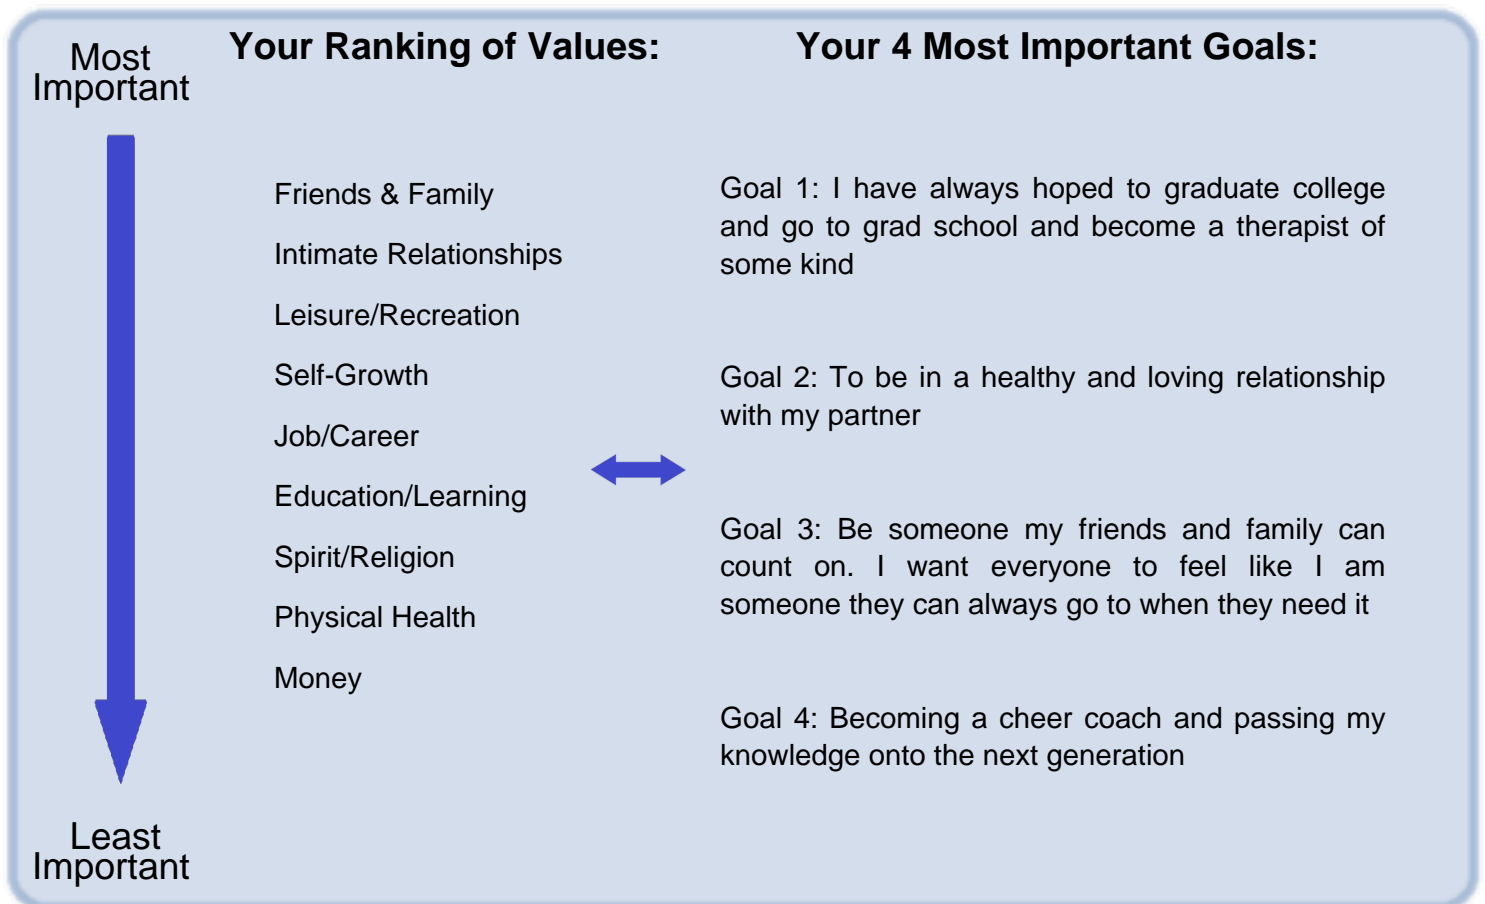 Most
Important
Your Ranking of Values:
Friends & Family
Intimate Relationships
Leisure/Recreation
Self-Growth
Job/Career
Education/Learning
Spirit/Religion
Physical Health
Money
Least
Important
Your 4 Most Important Goals:
Goal 1: I have always hoped to graduate college
and go to grad school and become a therapist of
some kind
Goal 2: To be in a healthy and loving relationship
with my partner
Goal 3: Be someone my friends and family can
count on. I want everyone to feel like I am
someone they can always go to when they need it
Goal 4: Becoming a cheer coach and passing my
knowledge onto the next generation